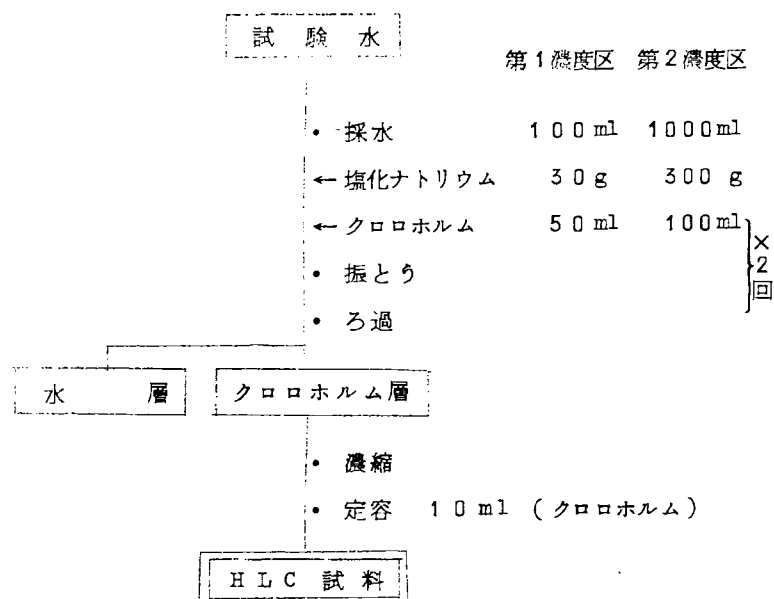 試験水
第1濃度区 第2濃度区
・ 採水 100ml 1000ml
← 塩化ナトリウム 30g 300g
← クロロホルム 50ml 100ml
×2回
・ 振とう
・ ろ過
水層 クロロホルム層
・ 濃縮
・ 定容 10ml (クロロホルム)
HLC試料